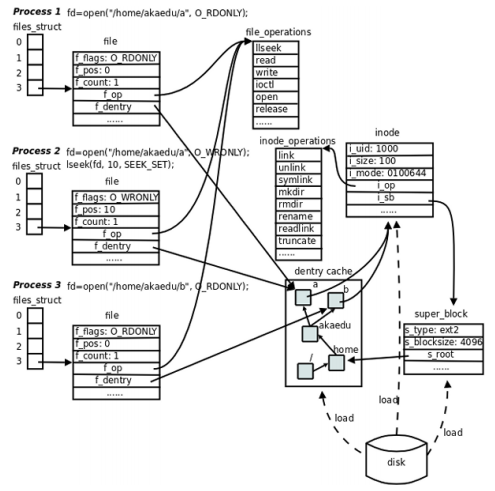 Process 1 fd=open("/home/akaedu/a", O_RDONLY);
files_struct
0
1
2
3
file
f_flags: O_RDONLY
f_pos: 0
f_count: 1
f_op
f_dentry
......
file_operations
llseek
read
write
ioctl
open
release
......
Process 2 fd=open("/home/akaedu/a", O_WRONLY);
lseek(fd, 10, SEEK_SET);
files_struct
0
1
2
3
file
f_flags: O_WRONLY
f_pos: 10
f_count: 1
f_op
f_dentry
......
inode_operations
link
unlink
symlink
mkdir
rmdir
rename
readlink
truncate
......
inode
i_uid: 1000
i_size: 100
i_mode: 0100644
i_op
i_sb
......
Process 3 fd=open("/home/akaedu/b", O_RDONLY);
files_struct
0
1
2
3
file
f_flags: O_RDONLY
f_pos: 0
f_count: 1
f_op
f_dentry
......
dentry cache
a
b
akaedu
home
/
super_block
s_type: ext2
s_blocksize: 4096
s_root
......
load
load
load
disk